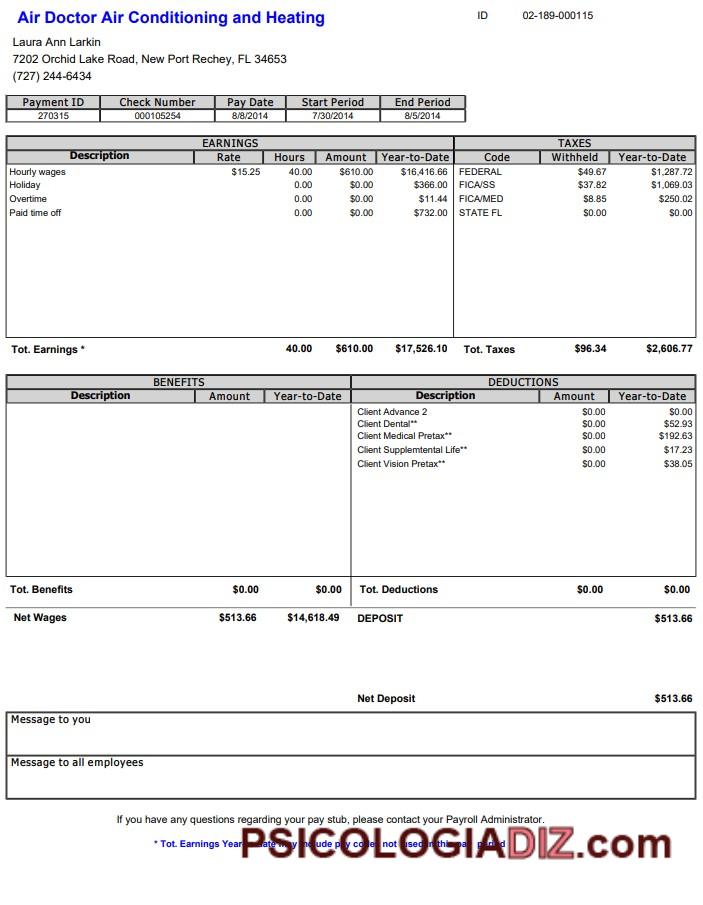 Air Doctor Air Conditioning and Heating ID 02-189-000115
Laura Ann Larkin
7202 Orchid Lake Road, New Port Rechey, FL 34653
(727) 244-6434
Payment ID Check Number Pay Date Start Period End Period
270315 000105254 8/8/2014 7/30/2014 8/5/2014
EARNINGS TAXES
Description Rate Hours Amount Year-to-Date Code Withheld Year-to-Date
Hourly wages $15.25 40.00 $610.00 $16,416.66 FEDERAL $49.67 $1,287.72
Holiday 0.00 $0.00 $366.00 FICA/SS $37.82 $1,069.03
Overtime 0.00 $0.00 $11.44 FICA/MED $8.85 $250.02
Paid time off 0.00 $0.00 $732.00 STATE FL $0.00 $0.00
Tot. Earnings * 40.00 $610.00 $17,526.10 Tot. Taxes $96.34 $2,606.77
BENEFITS DEDUCTIONS
Description Amount Year-to-Date Description Amount Year-to-Date
Client Advance 2 $0.00 $0.00
Client Dental** $0.00 $52.93
Client Medical Pretax** $0.00 $192.63
Client Supplemtental Life** $0.00 $17.23
Client Vision Pretax** $0.00 $38.05
Tot. Benefits $0.00 $0.00 Tot. Deductions $0.00 $0.00
Net Wages $513.66 $14,618.49 DEPOSIT $513.66
Net Deposit $513.66
Message to you
Message to all employees
If you have any questions regarding your pay stub, please contact your Payroll Administrator.
* Tot. Earnings Year to date may include pay codes not used in this pay period
PSICOLOGIADIZ.com